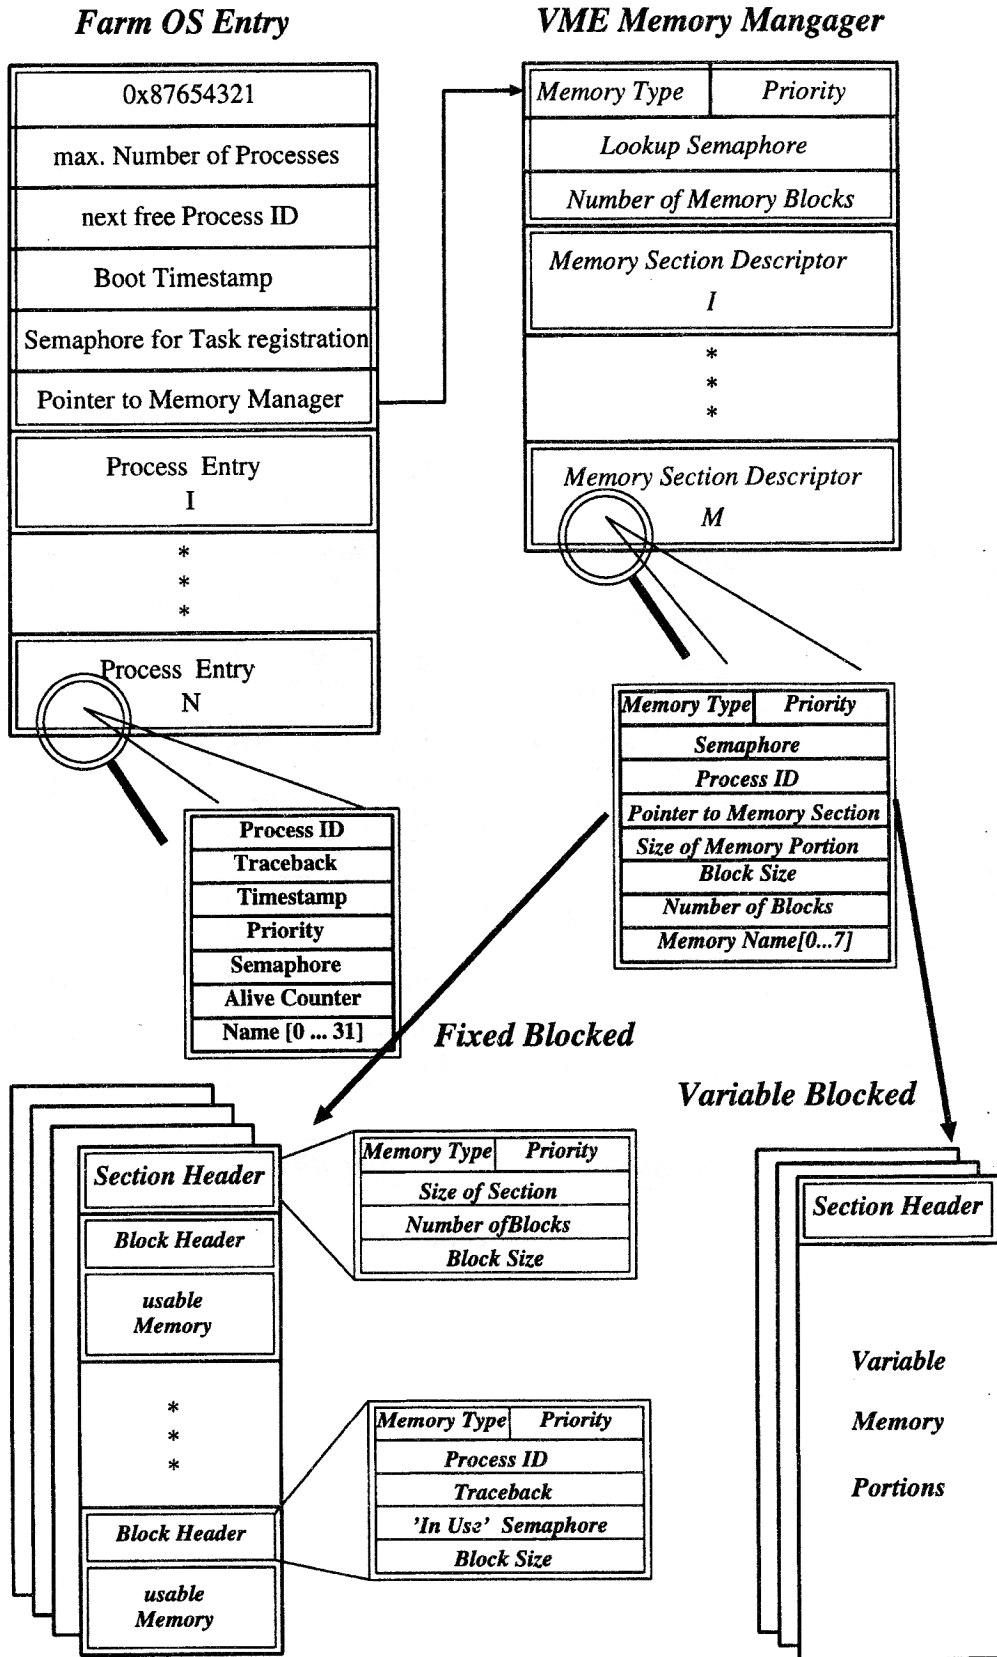 Farm OS Entry
0x87654321
max. Number of Processes
next free Process ID
Boot Timestamp
Semaphore for Task registration
Pointer to Memory Manager
Process Entry
I
*
*
*
Process Entry
N
Process ID
Traceback
Timestamp
Priority
Semaphore
Alive Counter
Name [0 ... 31]
VME Memory Mangager
Memory Type Priority
Lookup Semaphore
Number of Memory Blocks
Memory Section Descriptor
I
*
*
*
Memory Section Descriptor
M
Memory Type Priority
Semaphore
Process ID
Pointer to Memory Section
Size of Memory Portion
Block Size
Number of Blocks
Memory Name[0...7]
Fixed Blocked
Section Header
Block Header
usable
Memory
*
*
*
Block Header
usable
Memory
Memory Type Priority
Size of Section
Number ofBlocks
Block Size
Memory Type Priority
Process ID
Traceback
'In Use' Semaphore
Block Size
Variable Blocked
Section Header
Variable
Memory
Portions